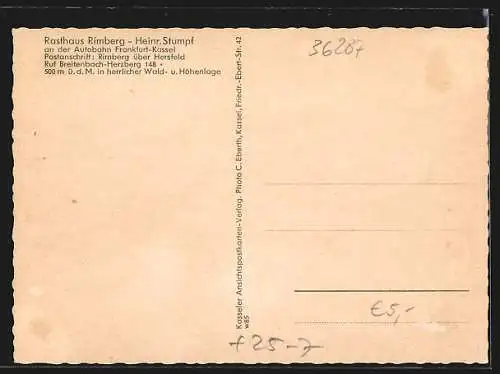 Rasthaus Rimberg - Heinr. Stumpf
an der Autobahn Frankfurt-Kassel
Postanschrift: Rimberg über Hersfeld
Ruf Breitenbach-Herzberg 148 •
500 m ü. d. M. in herrlicher Wald- u. Höhenlage
Kasseler Ansichtspostkarten-Verlag. Photo C. Eberth, Kassel, Friedr.-Ebert-Str. 42
w85
36287
€5,-
+25-7